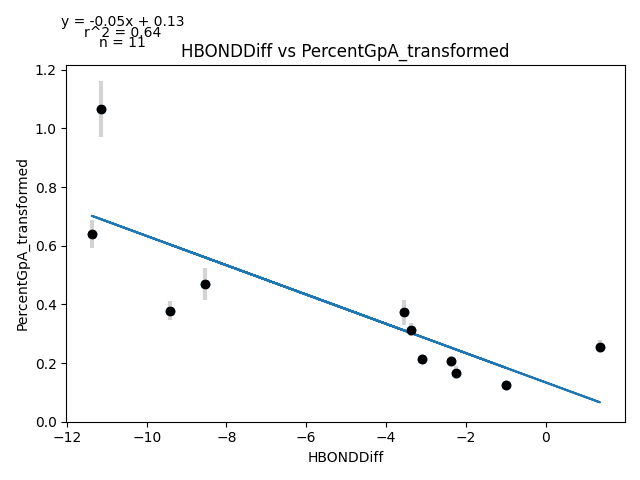 y = -0.05x + 0.13
r^2 = 0.64
n = 11
HBONDDiff vs PercentGpA_transformed
PercentGpA_transformed
1.2
1.0
0.8
0.6
0.4
0.2
0.0
−12
−10
−8
−6
−4
−2
0
HBONDDiff